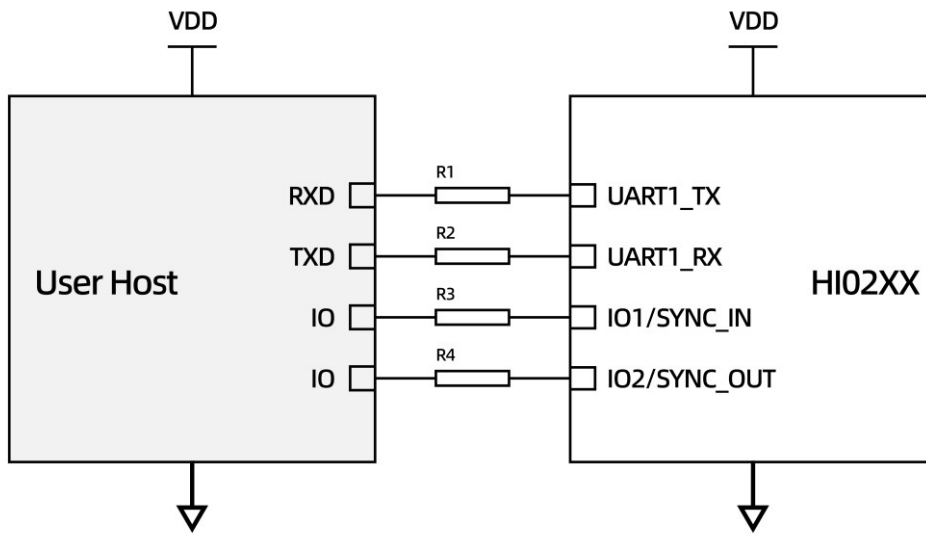 VDD
VDD
R1
RXD
UART1_TX
R2
TXD
UART1_RX
User Host
HI02XX
R3
IO
IO1/SYNC_IN
R4
IO
IO2/SYNC_OUT